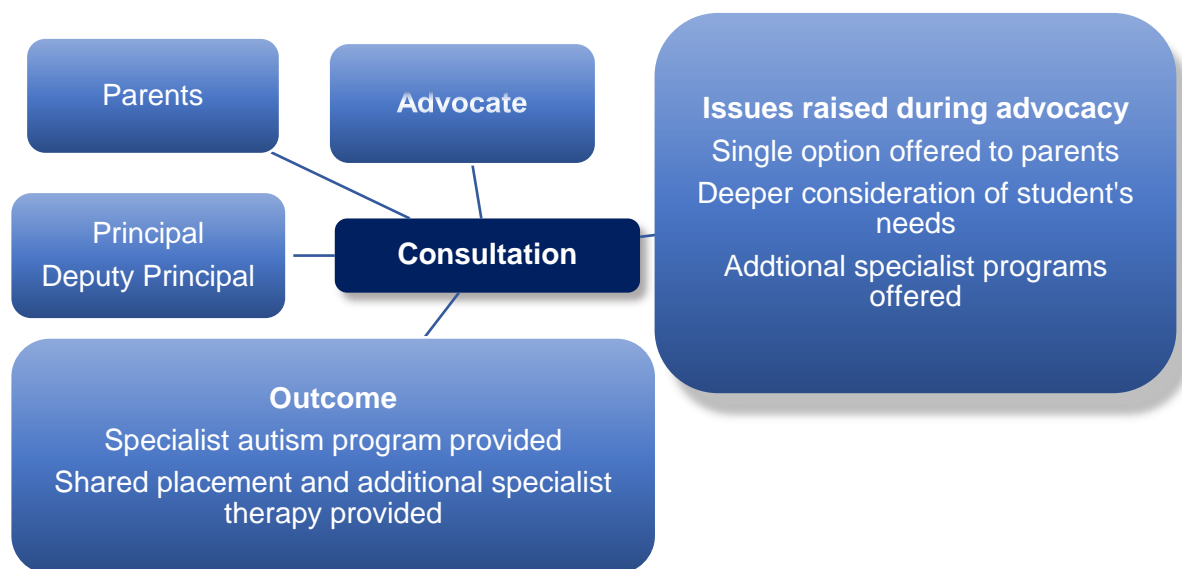 Parents
Advocate
Issues raised during advocacy
Single option offered to parents
Deeper consideration of student's
needs
Addtional specialist programs
offered
Principal
Deputy Principal
Consultation
Outcome
Specialist autism program provided
Shared placement and additional specialist
therapy provided